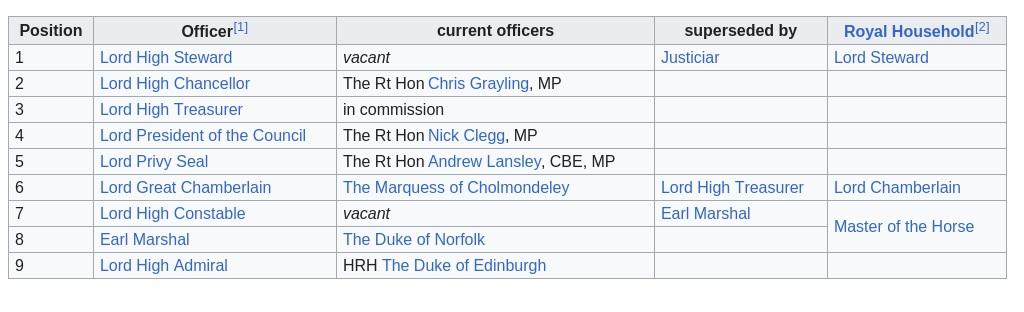 Position Officer[1] current officers superseded by Royal Household[2]
1 Lord High Steward vacant Justiciar Lord Steward
2 Lord High Chancellor The Rt Hon Chris Grayling, MP
3 Lord High Treasurer in commission
4 Lord President of the Council The Rt Hon Nick Clegg, MP
5 Lord Privy Seal The Rt Hon Andrew Lansley, CBE, MP
6 Lord Great Chamberlain The Marquess of Cholmondeley Lord High Treasurer Lord Chamberlain
7 Lord High Constable vacant Earl Marshal Master of the Horse
8 Earl Marshal The Duke of Norfolk
9 Lord High Admiral HRH The Duke of Edinburgh